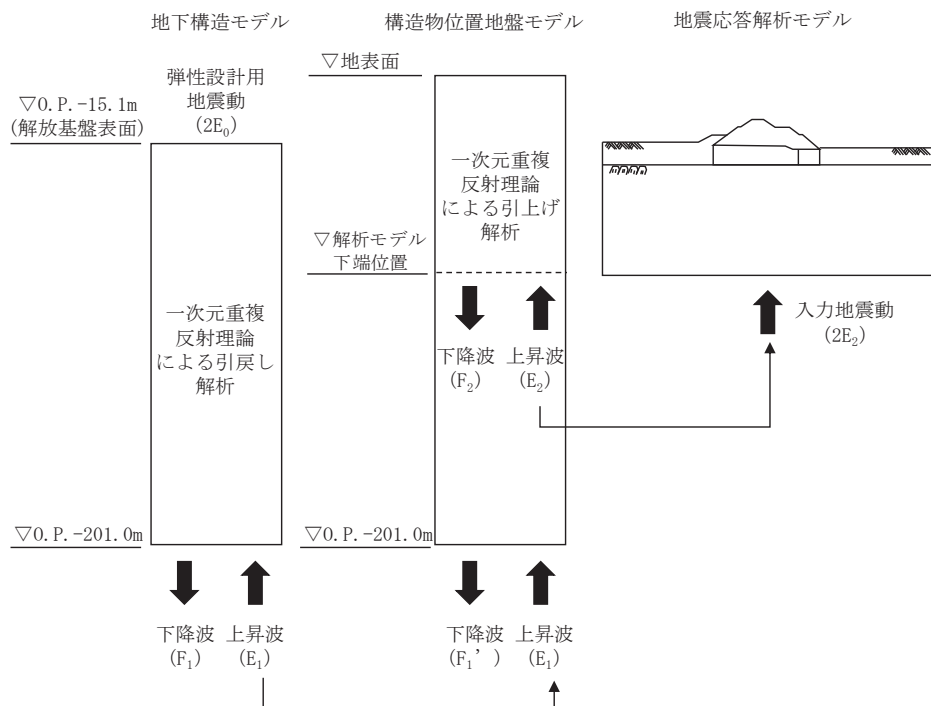 地下構造モデル
構造物位置地盤モデル
地震応答解析モデル
▽O.P.-15.1m
(解放基盤表面)
弾性設計用
地震動
(2E₀)
一次元重複
反射理論
による引戻し
解析
▽O.P.-201.0m
下降波
(F₁)
上昇波
(E₁)
▽地表面
一次元重複
反射理論
による引上げ
解析
▽解析モデル
下端位置
下降波
(F₂)
上昇波
(E₂)
▽O.P.-201.0m
下降波
(F₁’)
上昇波
(E₁)
入力地震動
(2E₂)